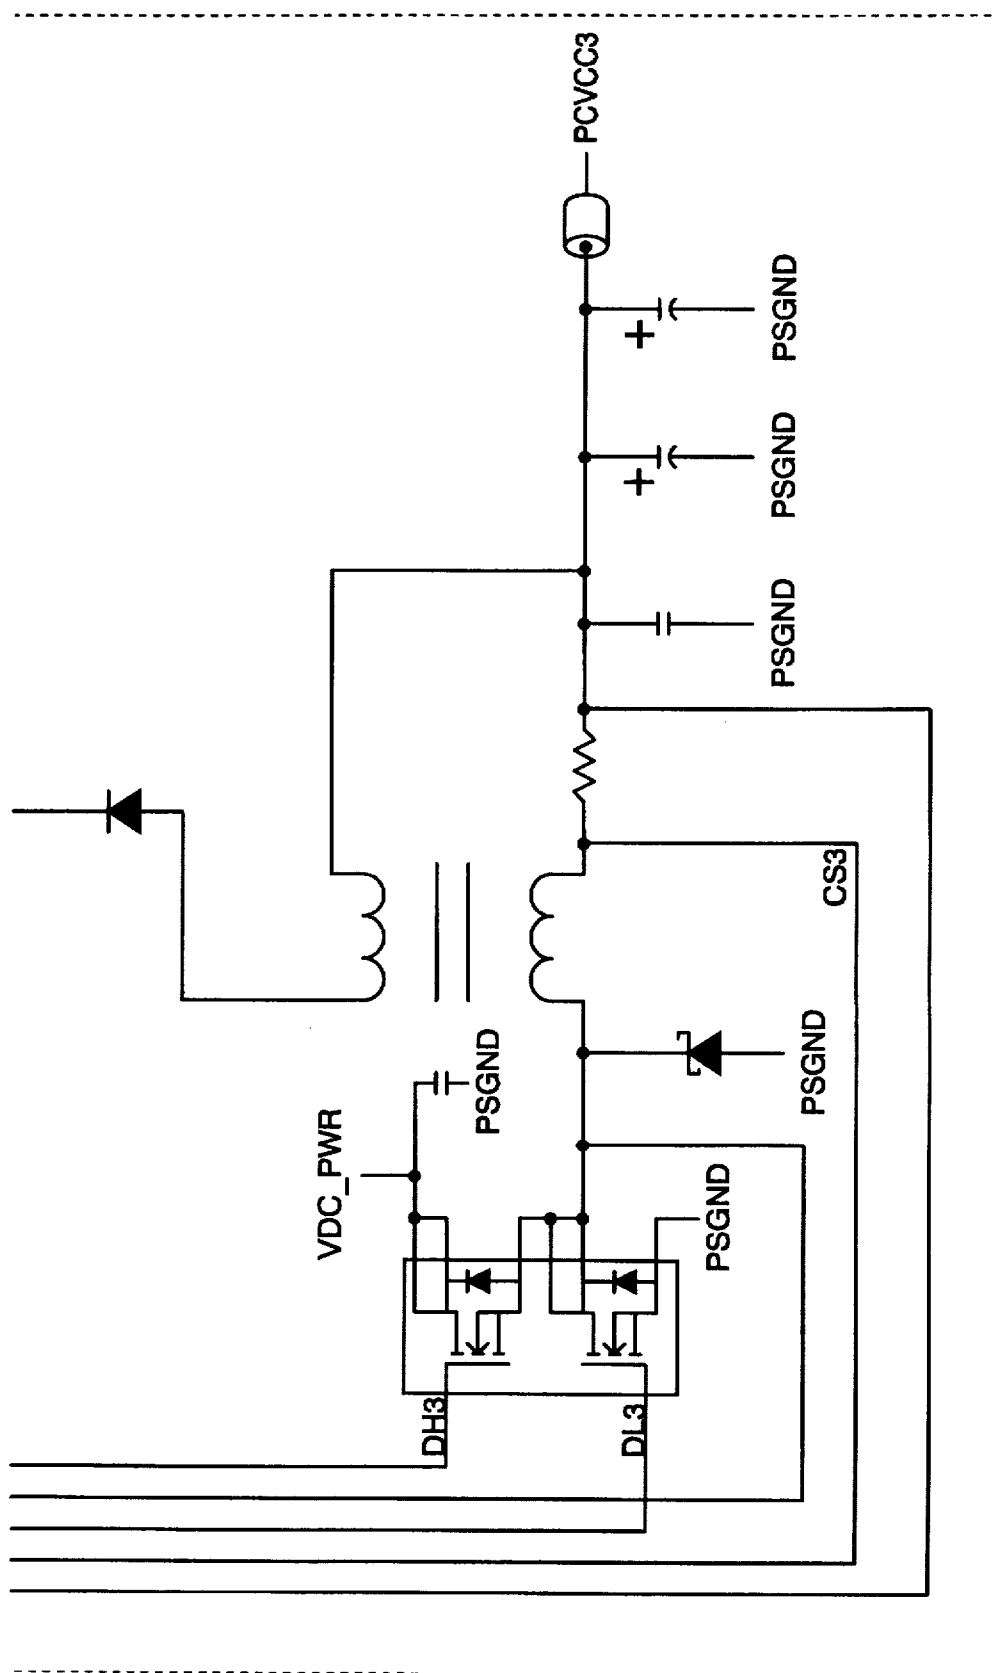 PCVCC3
PSGND
PSGND
PSGND
CS3
PSGND
PSGND
VDC_PWR
PSGND
DH3
DL3
+
+